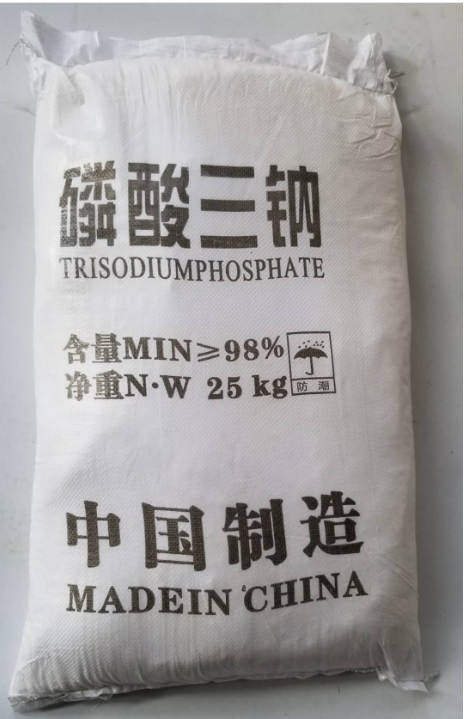 磷酸三钠
TRISODIUMPHOSPHATE
含量MIN≥98%
净重N·W 25 kg
防潮
中国制造
MADEIN CHINA